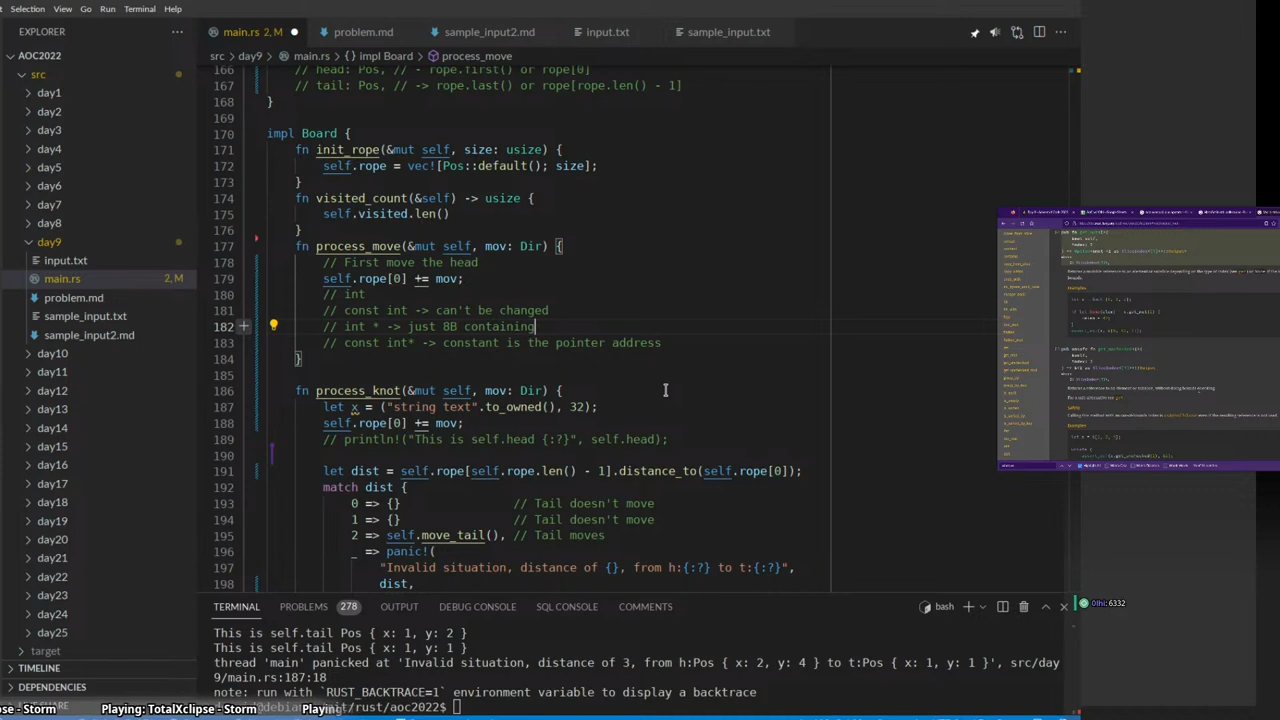 Edit View Go Run Terminal Help
EXPLORER
AOC2022
src
day1
day2
day3
day4
day5
day6
day7
day8
day9
input.txt
main.rs 2, M
problem.md
sample_input.txt
sample_input2.md
day10
day11
day12
day13
day14
day15
day16
day17
day18
day19
day20
day21
day22
day23
day24
day25
target
TIMELINE
DEPENDENCIES
main.rs 2, M
problem.md
sample_input2.md
input.txt
sample_input.txt
src > day9 > main.rs > {} impl Board > process_move
166 // head: Pos, // - rope.first() or rope[0]
167 // tail: Pos, // -> rope.last() or rope[rope.len() - 1]
168 }
169
170 impl Board {
171 fn init_rope(&mut self, size: usize) {
172 self.rope = vec![Pos::default(); size];
173 }
174 fn visited_count(&self) -> usize {
175 self.visited.len()
176 }
177 fn process_move(&mut self, mov: Dir) {
178 // First move the head
179 self.rope[0] += mov;
180 // int
181 // const int -> can't be changed
182 // int * -> just 8B containing
183 // const int* -> constant is the pointer address
184 }
185
186 fn process_knot(&mut self, mov: Dir) {
187 let x = ("string text".to_owned(), 32);
188 self.rope[0] += mov;
189 // println!("This is self.head {:?}", self.head);
190
191 let dist = self.rope[self.rope.len() - 1].distance_to(self.rope[0]);
192 match dist {
193 0 => {} // Tail doesn't move
194 1 => {} // Tail doesn't move
195 2 => self.move_tail(), // Tail moves
196 _ => panic!(
197 "Invalid situation, distance of {}, from h:{:?} to t:{:?}",
198 dist,
TERMINAL PROBLEMS 278 OUTPUT DEBUG CONSOLE SQL CONSOLE COMMENTS
bash
This is self.tail Pos { x: 1, y: 2 }
This is self.tail Pos { x: 1, y: 1 }
thread 'main' panicked at 'Invalid situation, distance of 3, from h:Pos { x: 2, y: 4 } to t:Pos { x: 1, y: 1 }', src/day
9/main.rs:187:18
note: run with `RUST_BACKTRACE=1` environment variable to display a backtrace
pse - Storm Playing: TotalXclipse - Storm Playing
it/rust/aoc2022$
0lhi: 6332